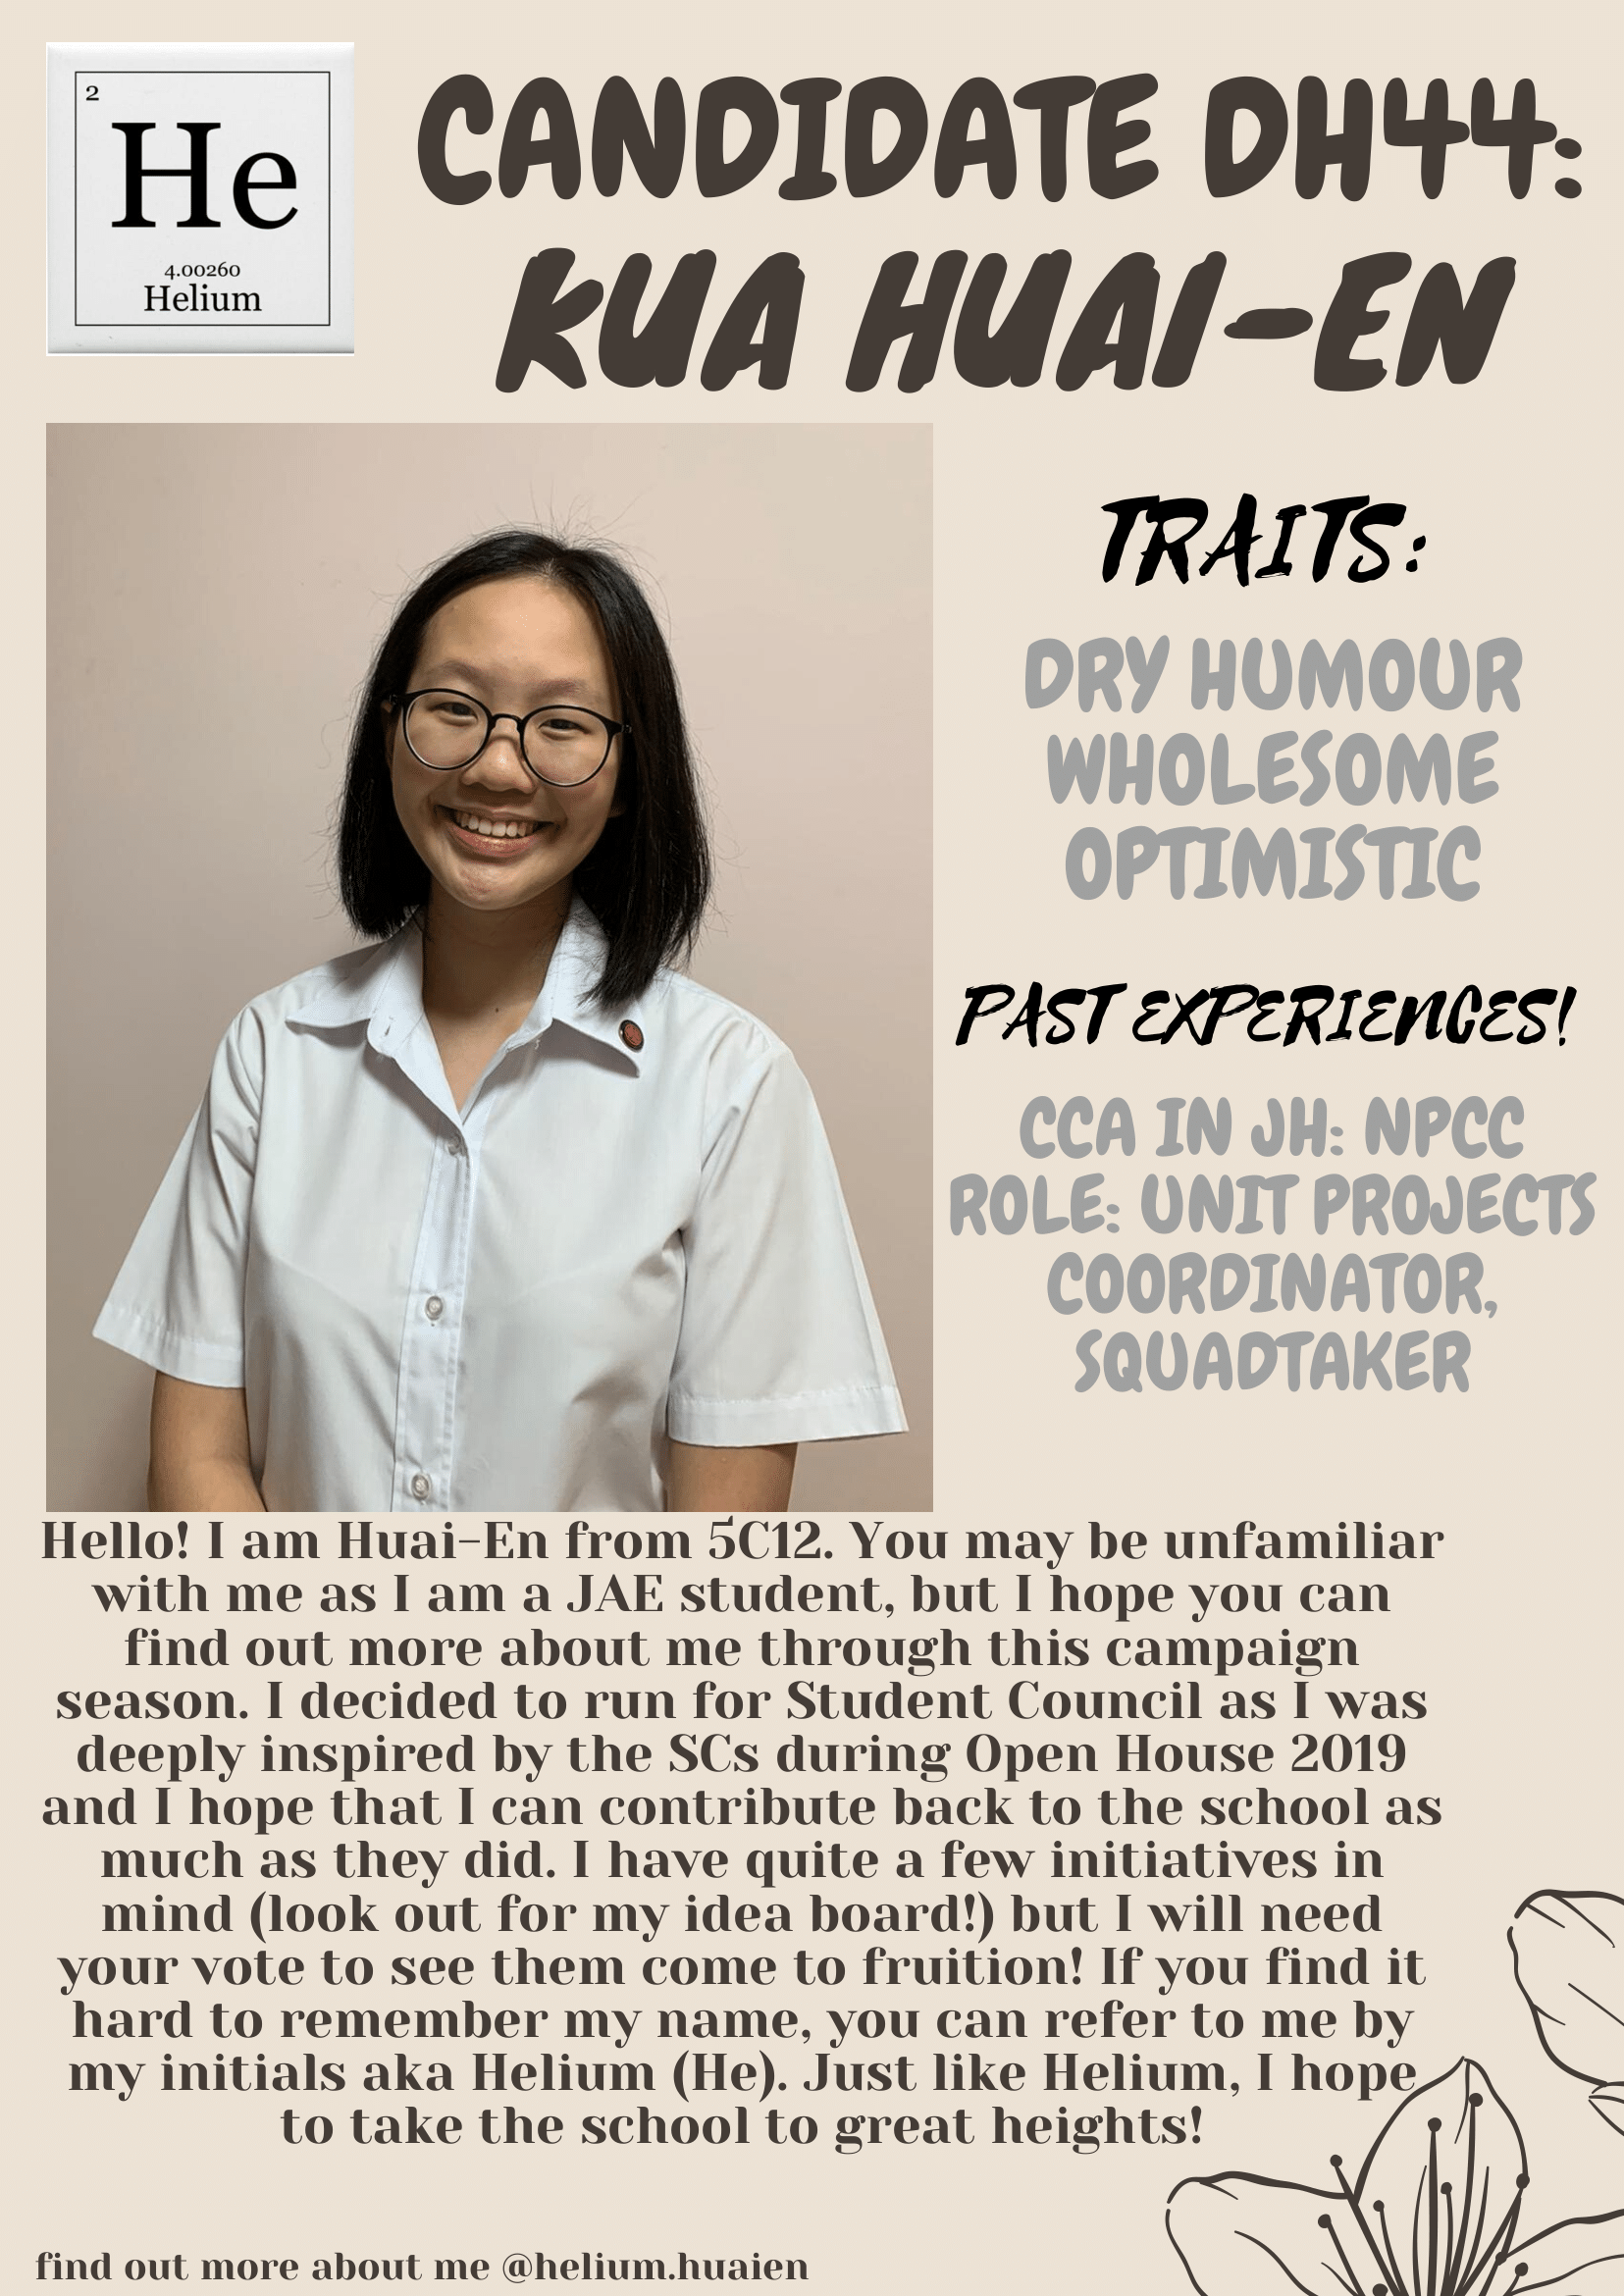 2
He
4.00260
Helium
CANDIDATE DH44:
KUA HUAI-EN
TRAITS:
DRY HUMOUR
WHOLESOME
OPTIMISTIC
PAST EXPERIENCES!
CCA IN JH: NPCC
ROLE: UNIT PROJECTS
COORDINATOR,
SQUADTAKER
Hello! I am Huai-En from 5C12. You may be unfamiliar
with me as I am a JAE student, but I hope you can
find out more about me through this campaign
season. I decided to run for Student Council as I was
deeply inspired by the SCs during Open House 2019
and I hope that I can contribute back to the school as
much as they did. I have quite a few initiatives in
mind (look out for my idea board!) but I will need
your vote to see them come to fruition! If you find it
hard to remember my name, you can refer to me by
my initials aka Helium (He). Just like Helium, I hope
to take the school to great heights!
find out more about me @helium.huaien